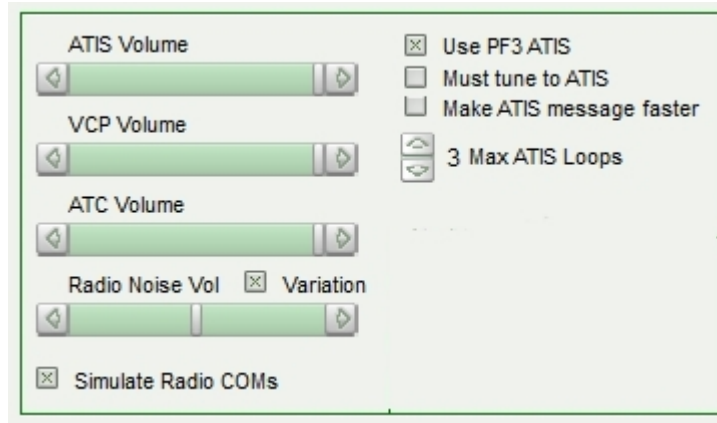 ATIS Volume
VCP Volume
ATC Volume
Radio Noise Vol Variation
Simulate Radio COMs
Use PF3 ATIS
Must tune to ATIS
Make ATIS message faster
3 Max ATIS Loops